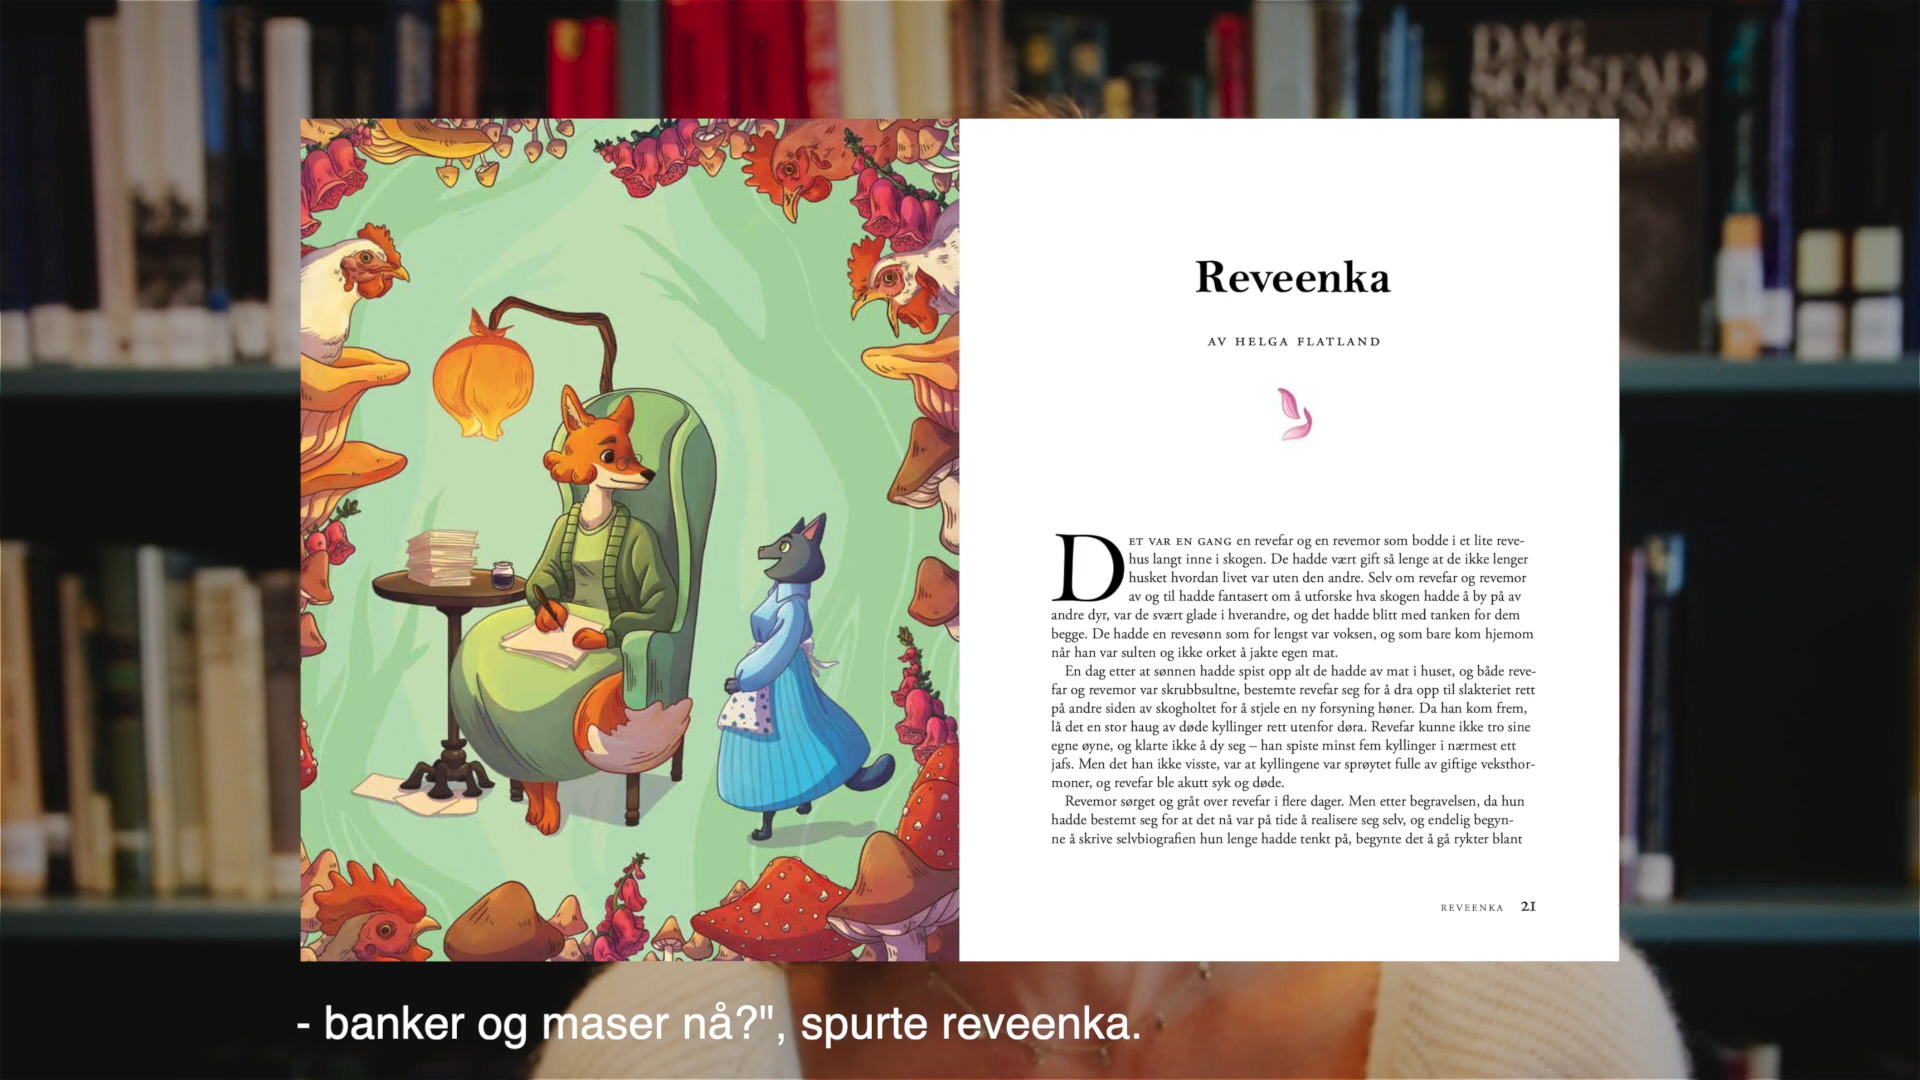 DAG
SOLSTAD
Reveenka
AV HELGA FLATLAND
DET VAR EN GANG en revefar og en revemor som bodde i et lite reve-
hus langt inne i skogen. De hadde vært gift så lenge at de ikke lenger
husket hvordan livet var uten den andre. Selv om revefar og revemor
av og til hadde fantasert om å utforske hva skogen hadde å by på av
andre dyr, var de svært glade i hverandre, og det hadde blitt med tanken for dem
begge. De hadde en revesønn som for lengst var voksen, og som bare kom hjemom
når han var sulten og ikke orket å jakte egen mat.
En dag etter at sønnen hadde spist opp alt de hadde av mat i huset, og både reve-
far og revemor var skrubbsultne, bestemte revefar seg for å dra opp til slakteriet rett
på andre siden av skogholtet for å stjele en ny forsyning høner. Da han kom frem,
lå det en stor haug av døde kyllinger rett utenfor døra. Revefar kunne ikke tro sine
egne øyne, og klarte ikke å dy seg – han spiste minst fem kyllinger i nærmest ett
jafs. Men det han ikke visste, var at kyllingene var sprøytet fulle av giftige veksthor-
moner, og revefar ble akutt syk og døde.
Revemor sørget og gråt over revefar i flere dager. Men etter begravelsen, da hun
hadde bestemt seg for at det nå var på tide å realisere seg selv, og endelig begyn-
ne å skrive selvbiografien hun lenge hadde tenkt på, begynte det å gå rykter blant
REVEENKA 21
- banker og maser nå?", spurte reveenka.